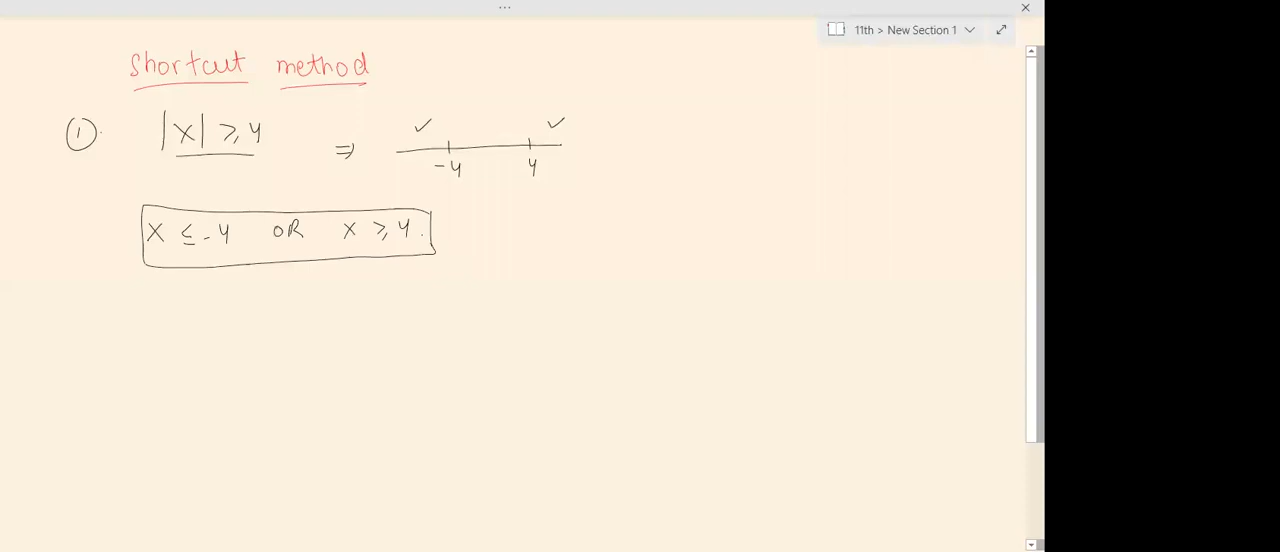 11th > New Section 1
Shortcut method
① |x| ≥ 4 ⇒ ✓ ✓
-4 4
x ≤ -4 OR x ≥ 4.